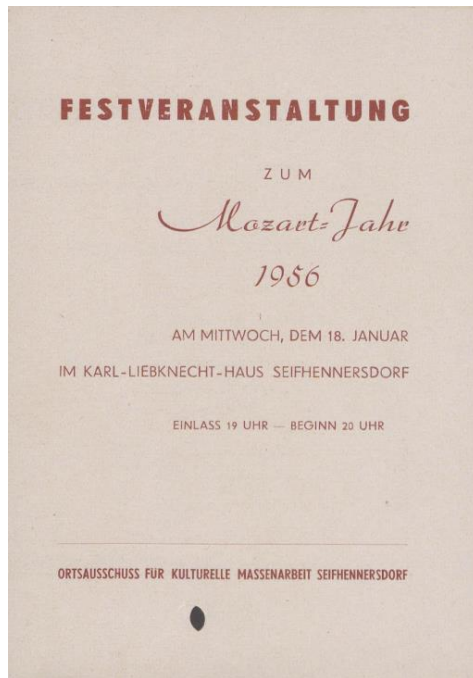 FESTVERANSTALTUNG
ZUM
Mozart=Jahr
1956
AM MITTWOCH, DEM 18. JANUAR
IM KARL-LIEBKNECHT-HAUS SEIFHENNERSDORF
EINLASS 19 UHR — BEGINN 20 UHR
ORTSAUSSCHUSS FÜR KULTURELLE MASSENARBEIT SEIFHENNERSDORF